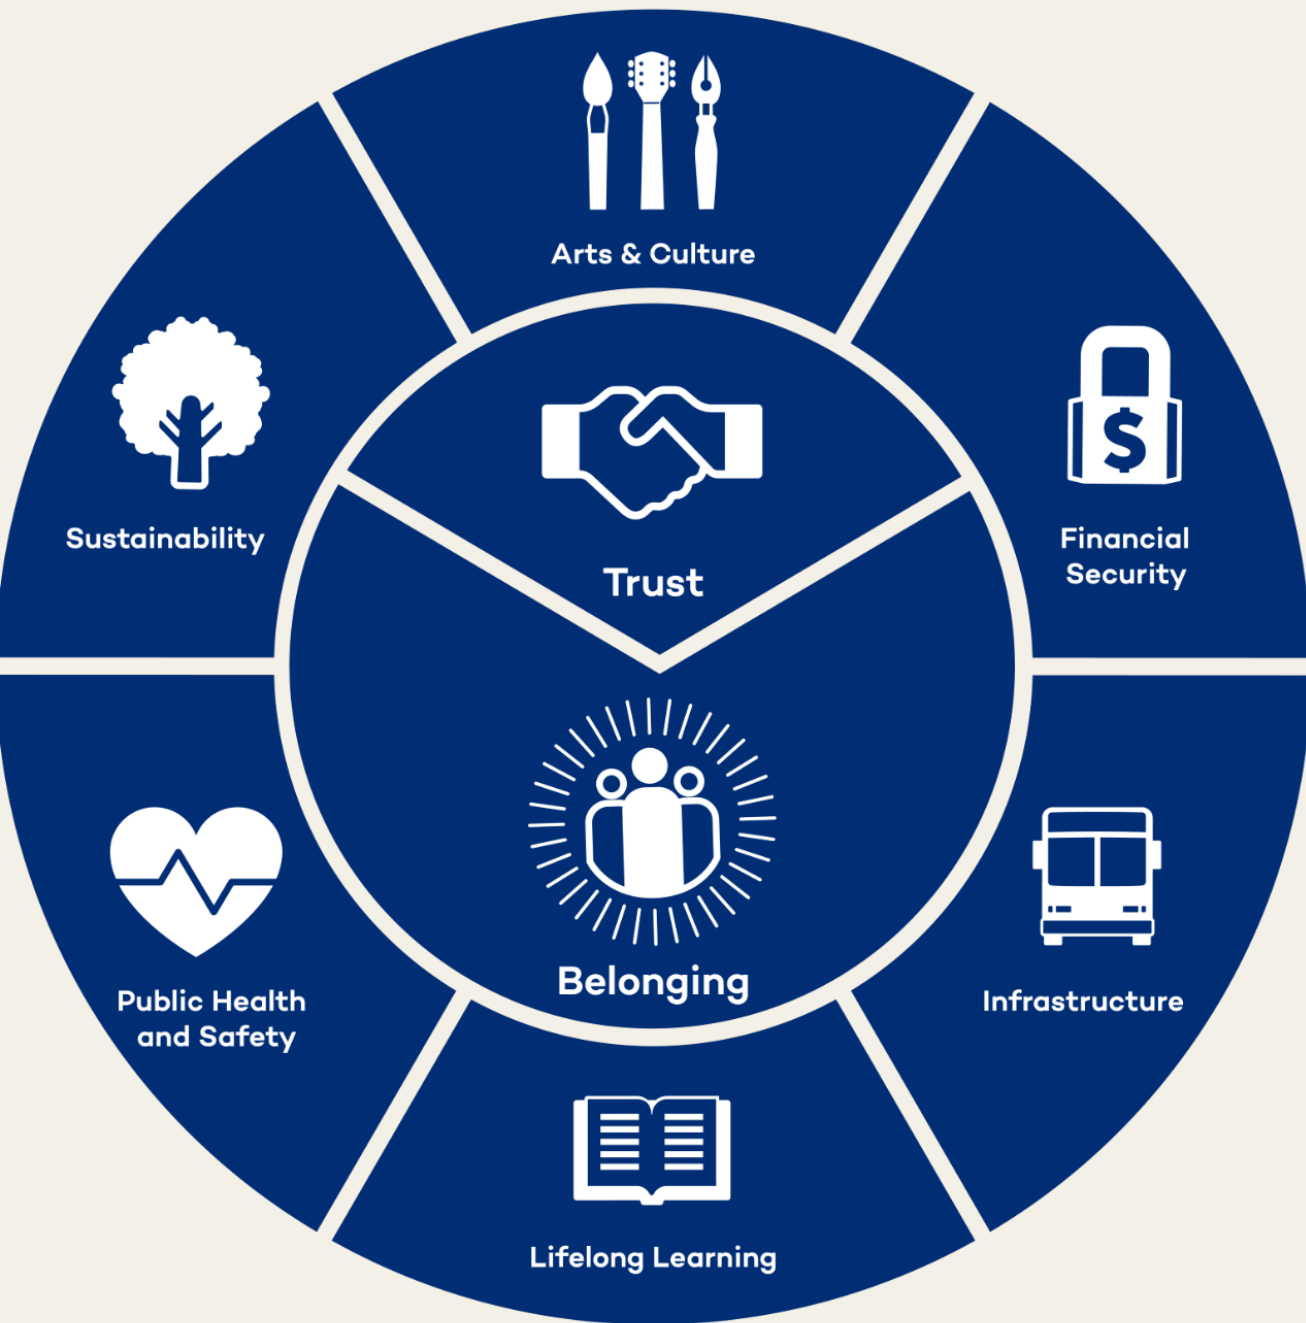 Arts & Culture
Sustainability
Financial
Security
$
Trust
Belonging
Public Health
and Safety
Infrastructure
Lifelong Learning